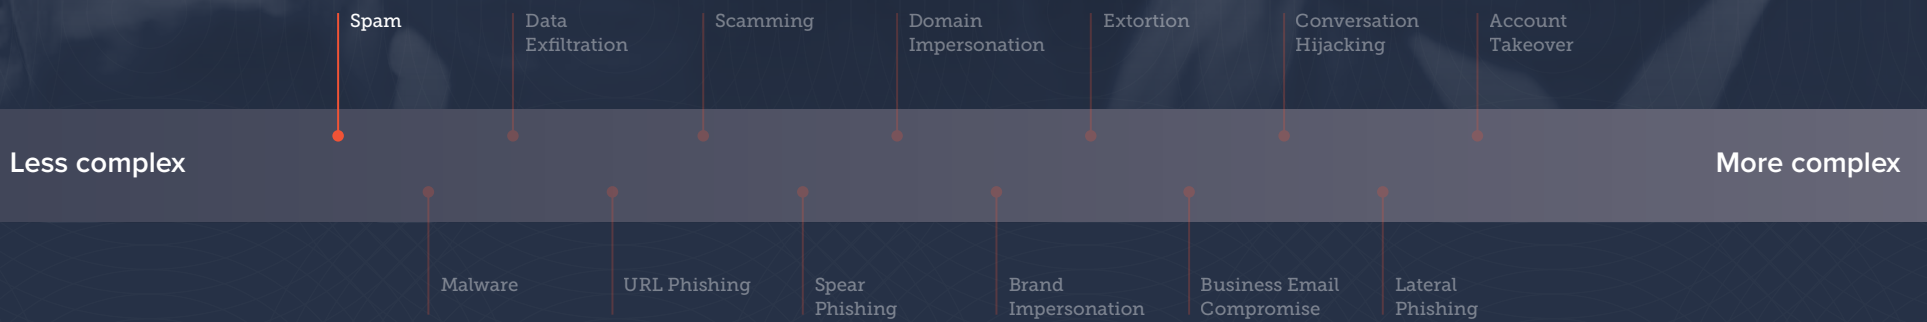 Spam
Data
Exfiltration
Scamming
Domain
Impersonation
Extortion
Conversation
Hijacking
Account
Takeover
Less complex
More complex
Malware
URL Phishing
Spear
Phishing
Brand
Impersonation
Business Email
Compromise
Lateral
Phishing